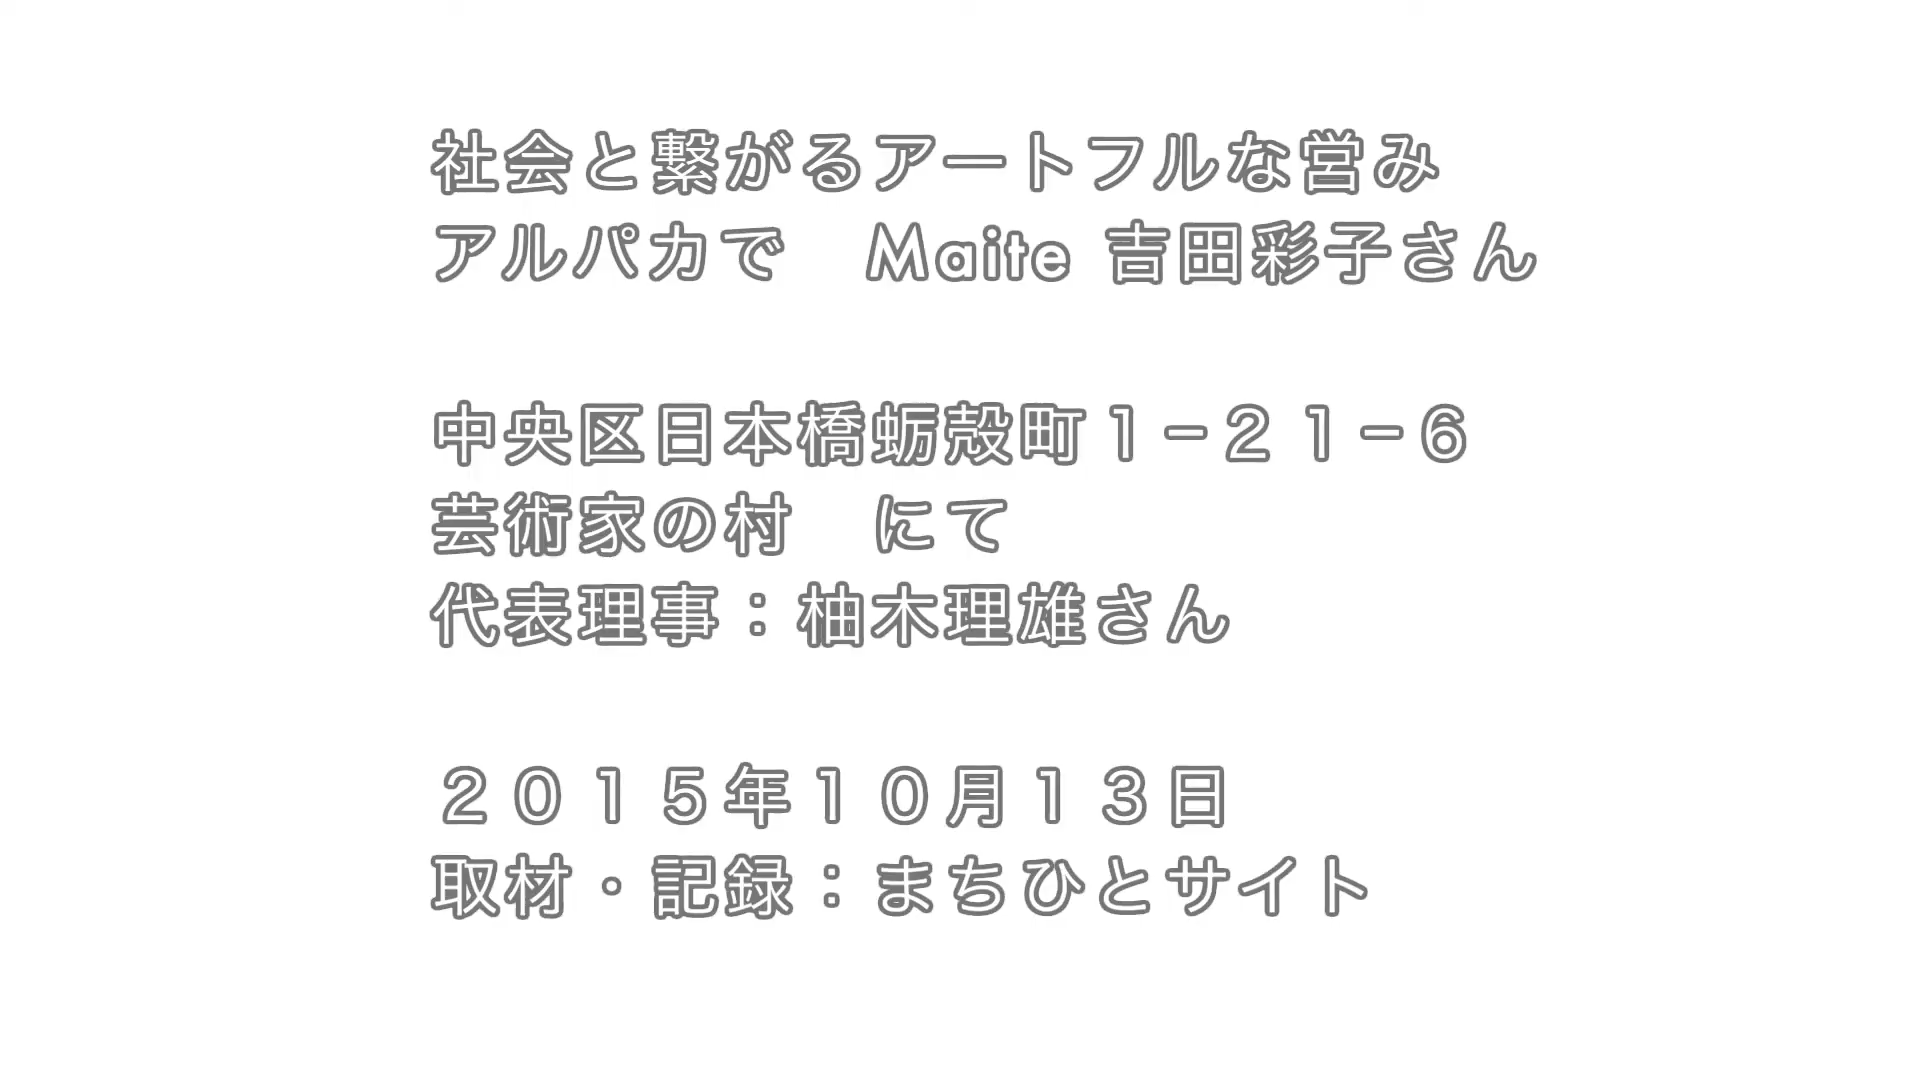 社会と繋がるアートフルな営み
アルパカで　Maite 吉田彩子さん
中央区日本橋蛎殻町１−２１−６
芸術家の村　にて
代表理事：柚木理雄さん
２０１５年１０月１３日
取材・記録：まちひとサイト